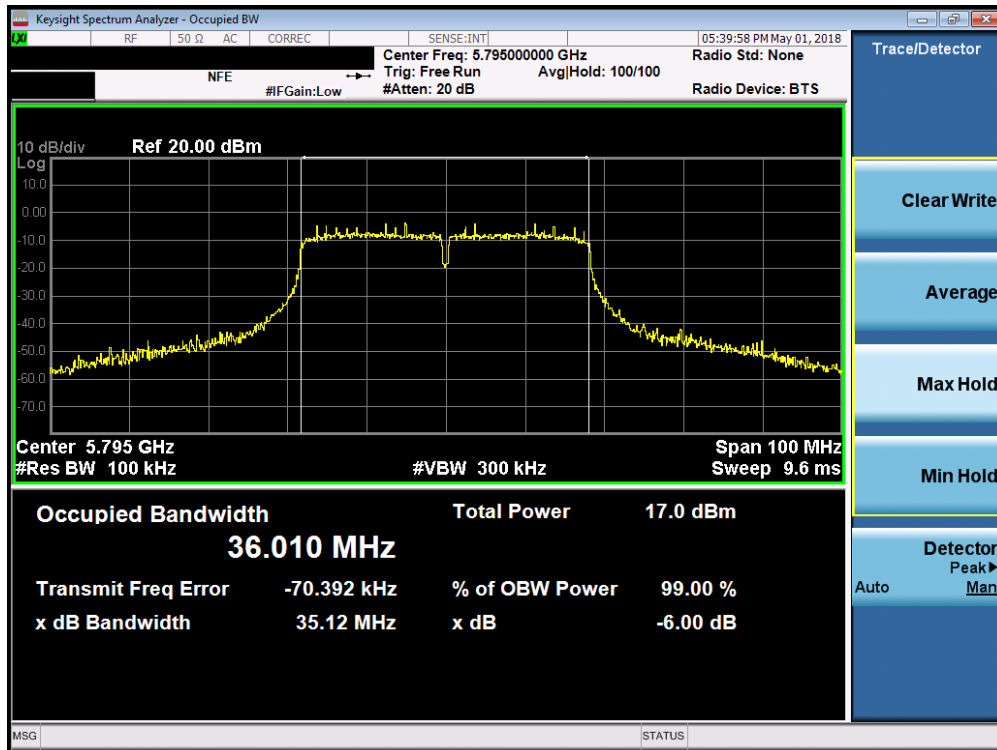 Keysight Spectrum Analyzer - Occupied BW
LXI RF 50 Ω AC CORREC SENSE:INT 05:39:58 PM May 01, 2018
Center Freq: 5.795000000 GHz Radio Std: None
NFE Trig: Free Run Avg|Hold: 100/100
#IFGain:Low #Atten: 20 dB Radio Device: BTS
Trace/Detector
10 dB/div Ref 20.00 dBm
Log
10.0
0.00
-10.0
-20.0
-30.0
-40.0
-50.0
-60.0
-70.0
Center 5.795 GHz Span 100 MHz
#Res BW 100 kHz #VBW 300 kHz Sweep 9.6 ms
Occupied Bandwidth Total Power 17.0 dBm
36.010 MHz
Transmit Freq Error -70.392 kHz % of OBW Power 99.00 %
x dB Bandwidth 35.12 MHz x dB -6.00 dB
Clear Write
Average
Max Hold
Min Hold
Detector
Peak▶
Auto Man
MSG STATUS